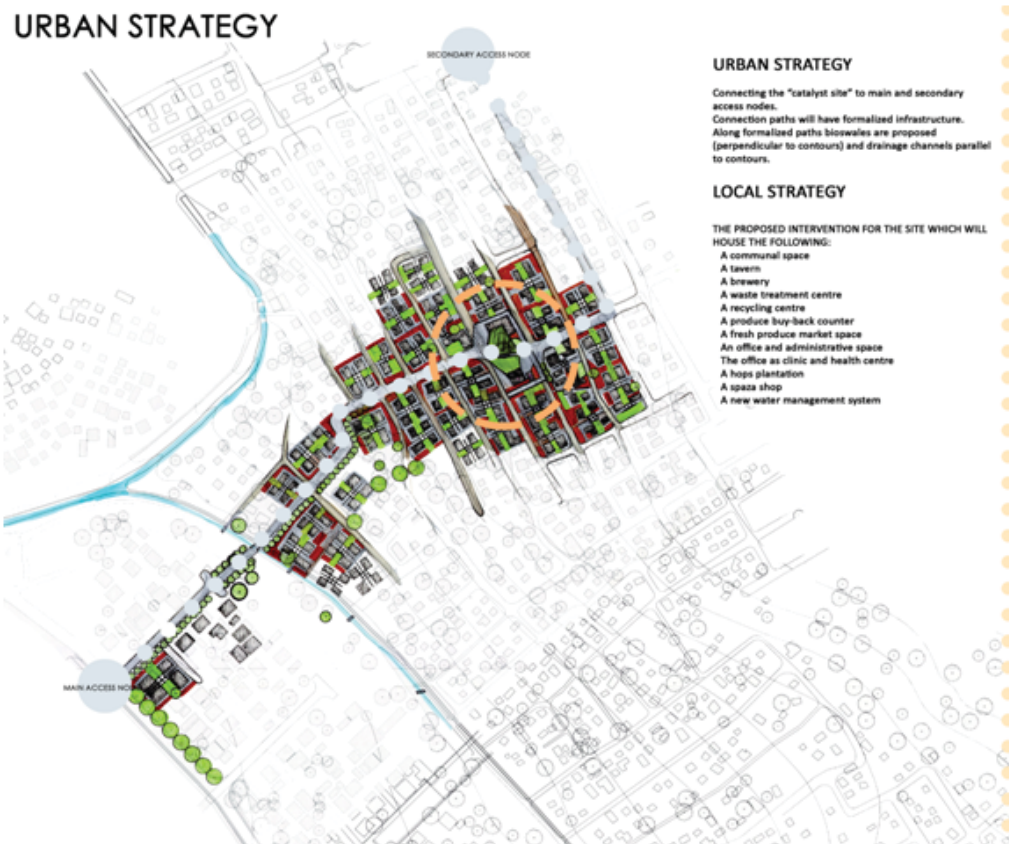 URBAN STRATEGY
SECONDARY ACCESS NODE
URBAN STRATEGY
Connecting the "catalyst site" to main and secondary
access nodes.
Connection paths will have formalized infrastructure.
Along formalized paths bioswales are proposed
(perpendicular to contours) and drainage channels parallel
to contours.
LOCAL STRATEGY
THE PROPOSED INTERVENTION FOR THE SITE WHICH WILL
HOUSE THE FOLLOWING:
A communal space
A tavern
A brewery
A waste treatment centre
A recycling centre
A produce buy-back counter
A fresh produce market space
An office and administrative space
The office as clinic and health centre
A hops plantation
A spaza shop
A new water management system
MAIN ACCESS NODE